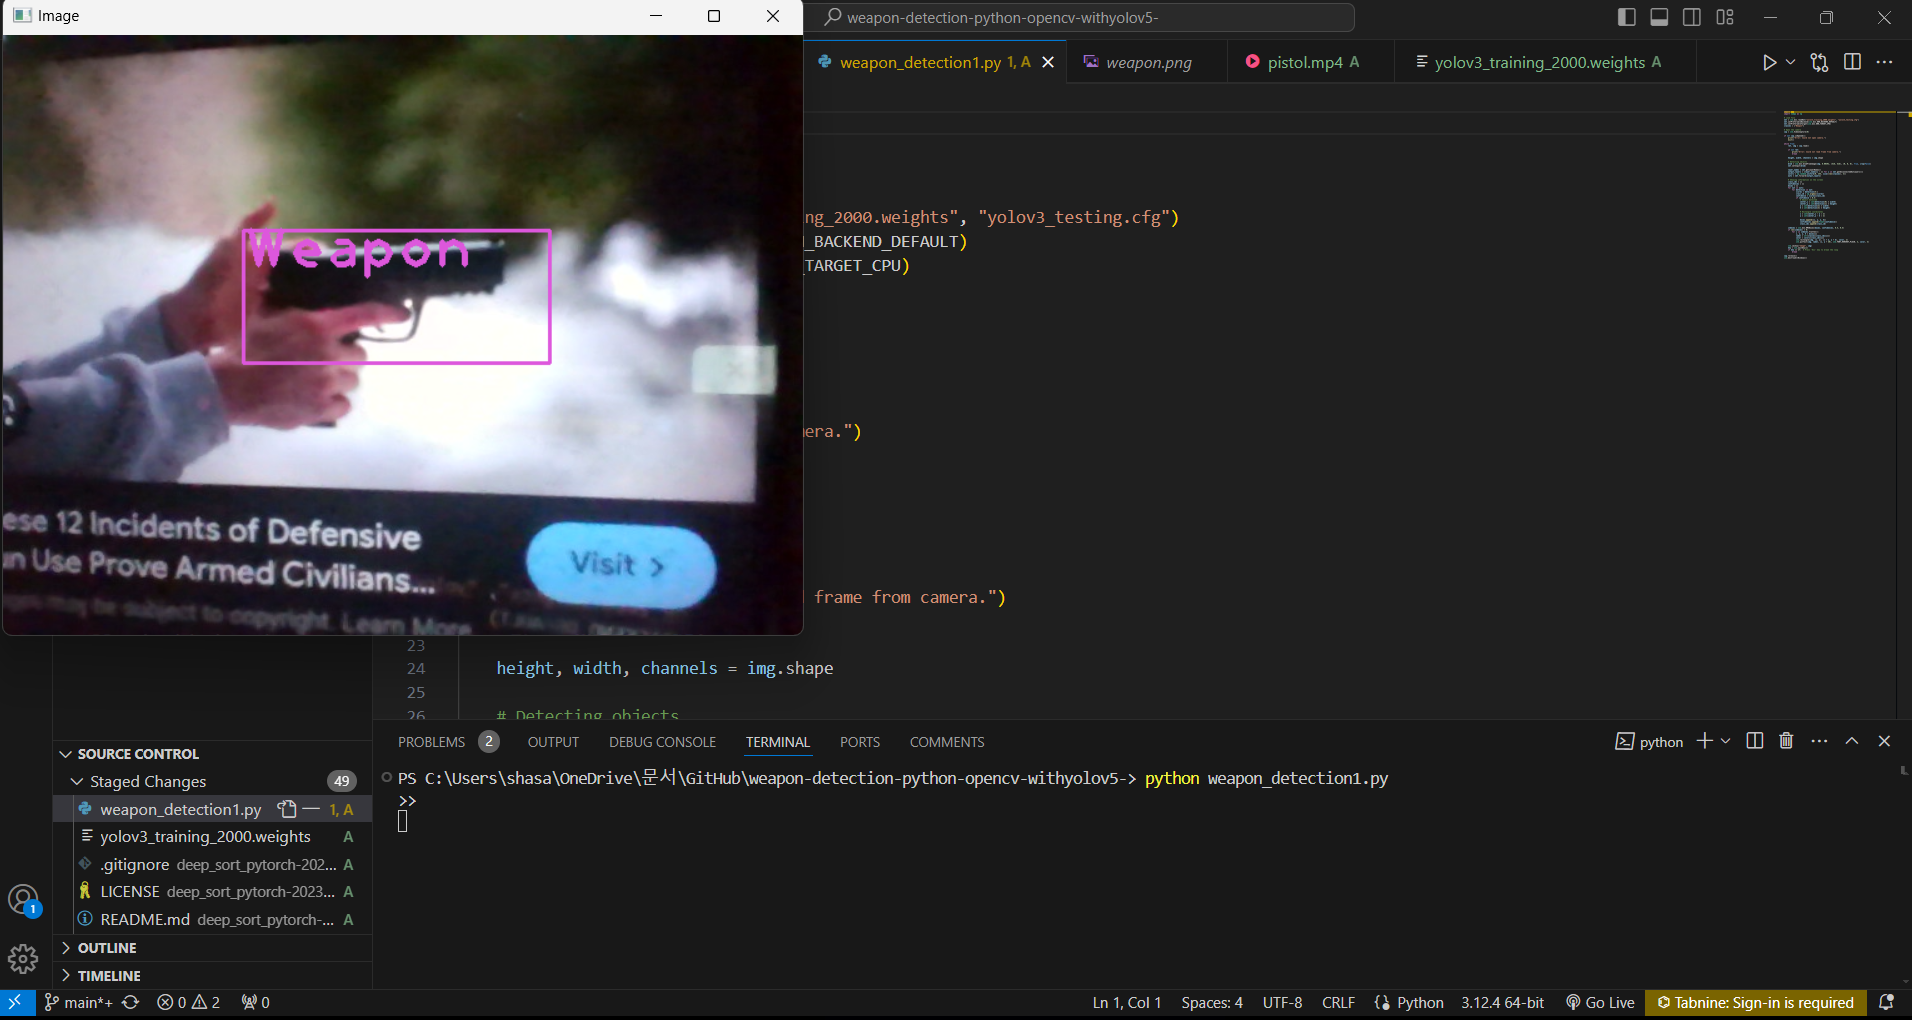 Image
weapon-detection-python-opencv-withyolov5-
weapon_detection1.py 1, A
weapon.png
pistol.mp4 A
yolov3_training_2000.weights A
Weapon
ese 12 Incidents of Defensive
un Use Prove Armed Civilians...
Visit >
may be subject to copyright. Learn More
ng_2000.weights", "yolov3_testing.cfg")
_BACKEND_DEFAULT)
TARGET_CPU)
era.")
frame from camera.")
23
24 height, width, channels = img.shape
25
26 # Detecting objects
SOURCE CONTROL
Staged Changes 49
weapon_detection1.py 1, A
yolov3_training_2000.weights A
.gitignore deep_sort_pytorch-202... A
LICENSE deep_sort_pytorch-2023... A
README.md deep_sort_pytorch-... A
OUTLINE
TIMELINE
1
PROBLEMS 2 OUTPUT DEBUG CONSOLE TERMINAL PORTS COMMENTS
python
PS C:\Users\shasa\OneDrive\문서\GitHub\weapon-detection-python-opencv-withyolov5-> python weapon_detection1.py
>>
main*+ 0 2 0
Ln 1, Col 1 Spaces: 4 UTF-8 CRLF Python 3.12.4 64-bit Go Live Tabnine: Sign-in is required